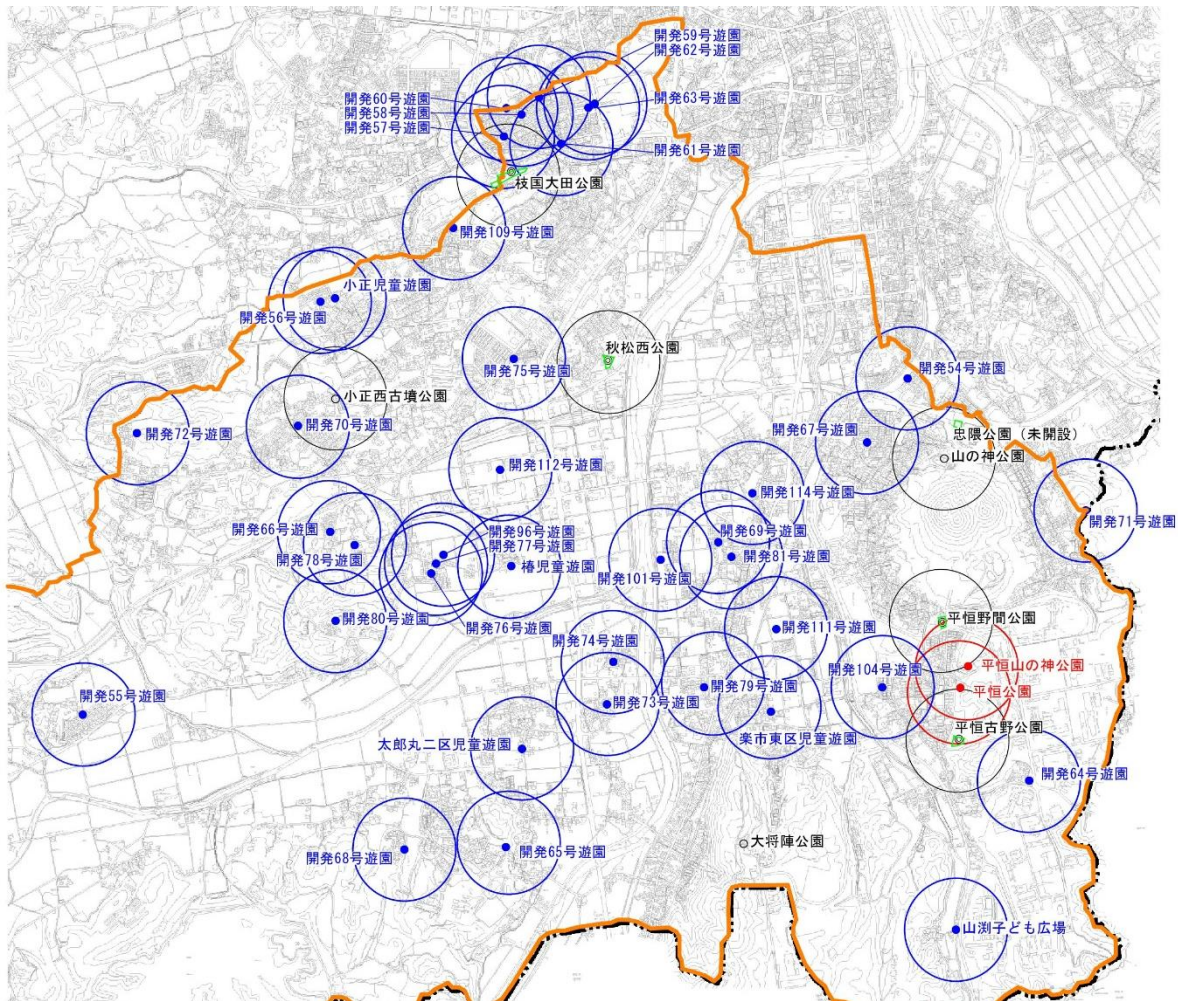 開発59号遊園
開発62号遊園
開発60号遊園
開発58号遊園
開発57号遊園
開発63号遊園
開発61号遊園
枝国大田公園
開発109号遊園
小正児童遊園
開発56号遊園
秋松西公園
開発75号遊園
開発54号遊園
小正西古墳公園
開発70号遊園
開発72号遊園
開発67号遊園
忠隈公園（未開設）
山の神公園
開発112号遊園
開発114号遊園
開発71号遊園
開発66号遊園
開発78号遊園
開発96号遊園
開発77号遊園
椿児童遊園
開発76号遊園
開発69号遊園
開発81号遊園
開発101号遊園
開発80号遊園
開発74号遊園
開発111号遊園
平恒野間公園
平恒山の神公園
平恒公園
開発104号遊園
開発79号遊園
開発73号遊園
開発55号遊園
楽市東区児童遊園
平恒古野公園
太郎丸二区児童遊園
開発64号遊園
大将陣公園
開発68号遊園
開発65号遊園
山渕子ども広場